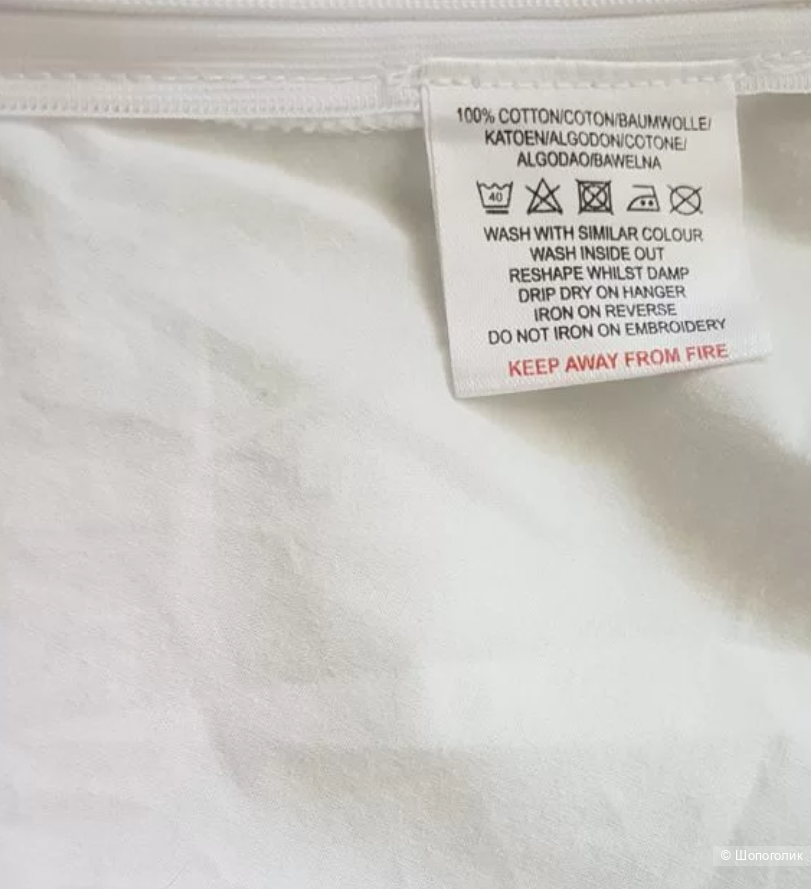 100% COTTON/COTON/BAUMWOLLE/
KATOEN/ALGODON/COTONE/
ALGODAO/BAWELNA
40
WASH WITH SIMILAR COLOUR
WASH INSIDE OUT
RESHAPE WHILST DAMP
DRIP DRY ON HANGER
IRON ON REVERSE
DO NOT IRON ON EMBROIDERY
KEEP AWAY FROM FIRE
© Шопоголик